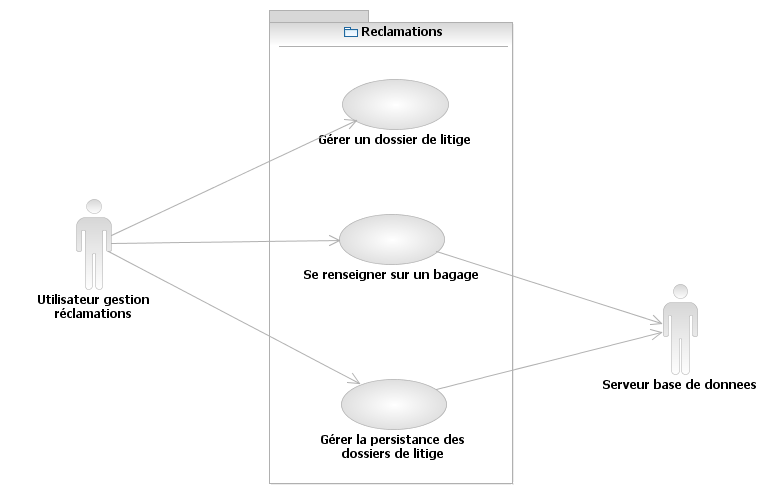 Reclamations
Gérer un dossier de litige
Se renseigner sur un bagage
Utilisateur gestion
réclamations
Serveur base de donnees
Gérer la persistance des
dossiers de litige